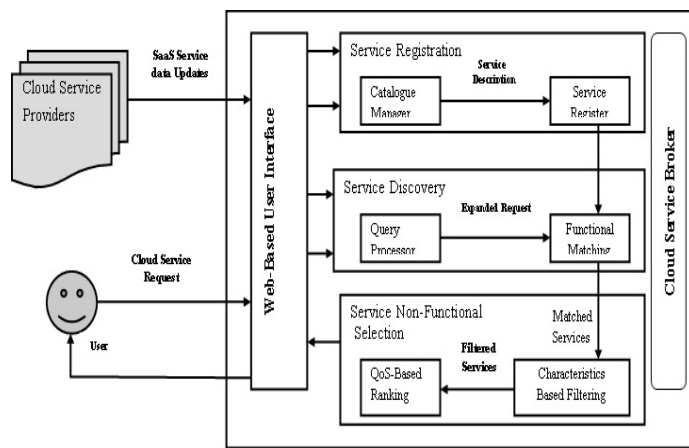 SaaS Service
data Updates
Cloud Service
Providers
Cloud Service
Request
User
Web-Based User Interface
Service Registration
Catalogue
Manager
Service
Description
Service
Register
Service Discovery
Query
Processor
Expanded Request
Functional
Matching
Service Non-Functional
Selection
Matched
Services
QoS-Based
Ranking
Filtered
Services
Characteristics
Based Filtering
Cloud Service Broker